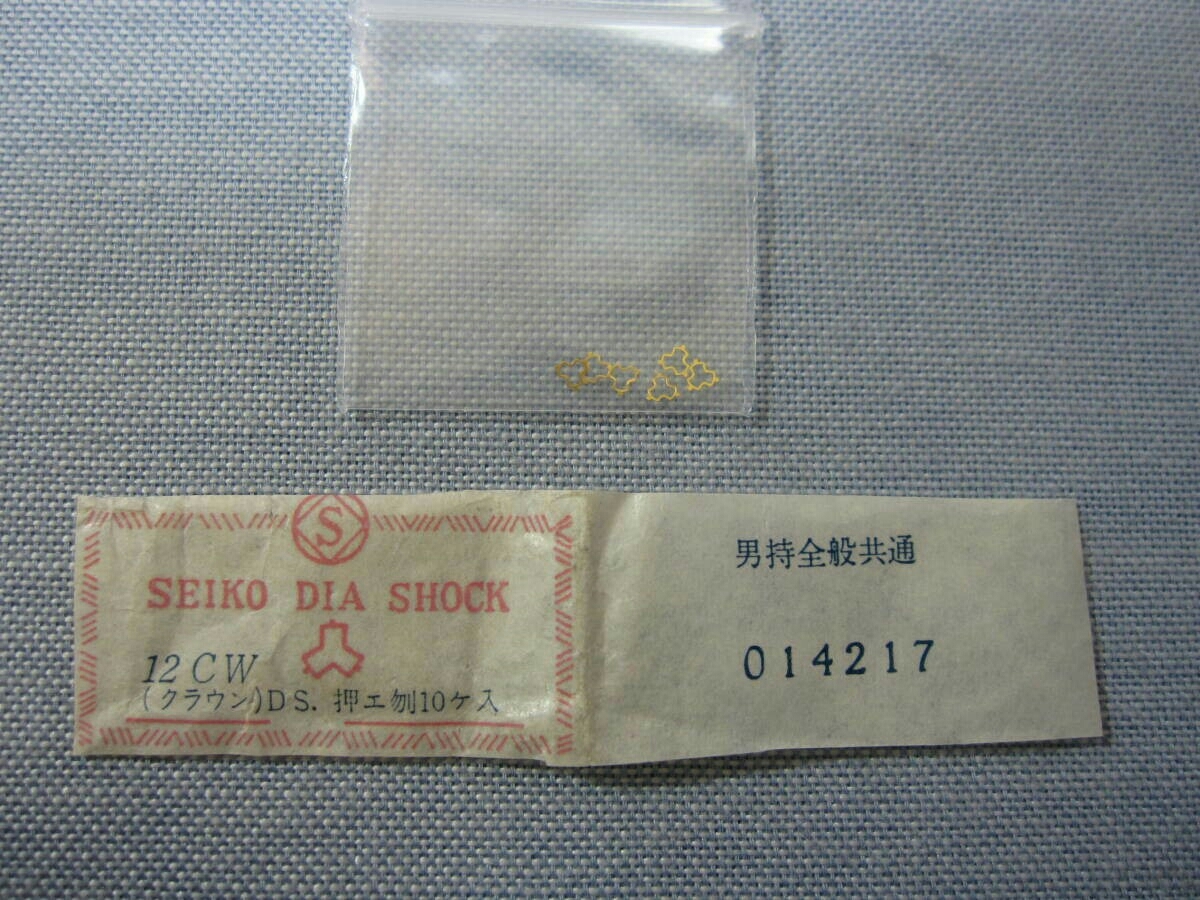 S
SEIKO DIA SHOCK
12CW
(クラウン)DS. 押エ刎10ケ入
男持全般共通
014217